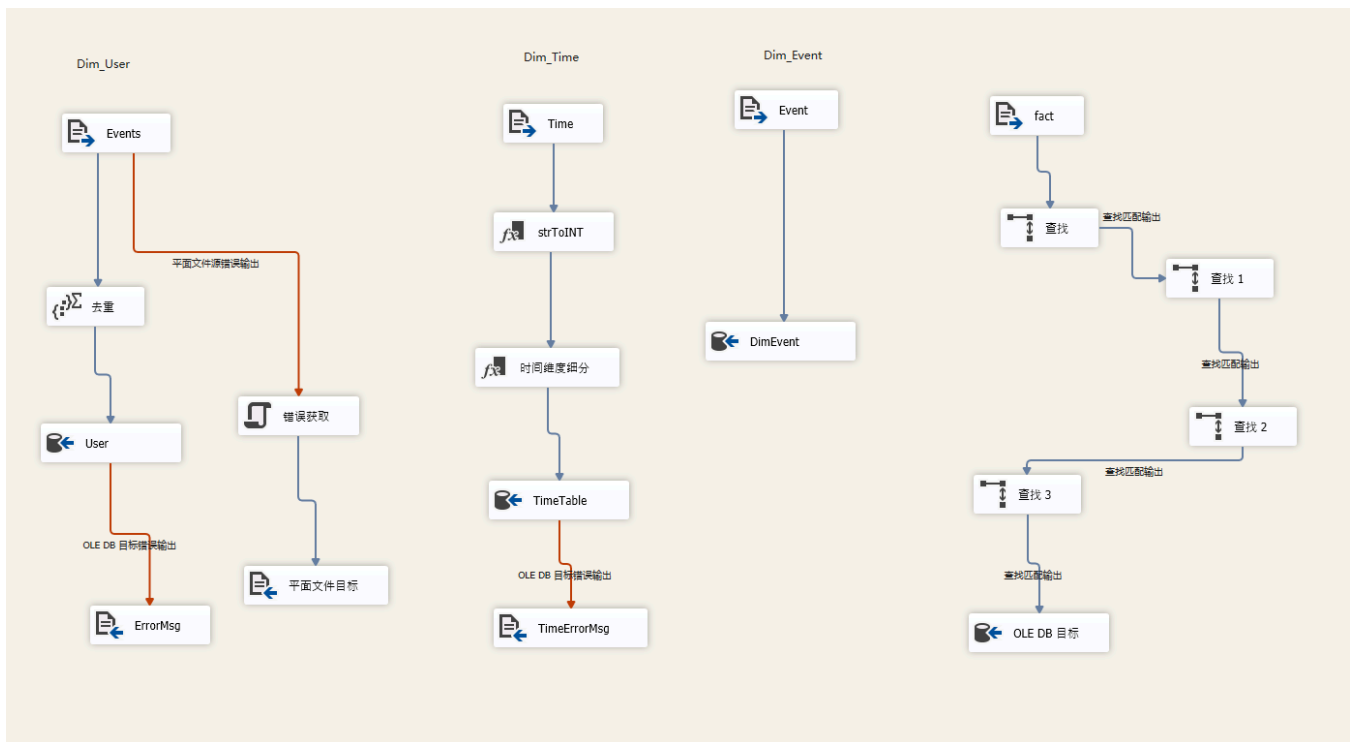 Dim_User
Events
平面文件源错误输出
去重
User
错误获取
OLE DB 目标错误输出
平面文件目标
ErrorMsg
Dim_Time
Time
strToINT
时间维度细分
TimeTable
OLE DB 目标错误输出
TimeErrorMsg
Dim_Event
Event
DimEvent
fact
查找
查找匹配输出
查找 1
查找匹配输出
查找 2
查找匹配输出
查找 3
查找匹配输出
OLE DB 目标